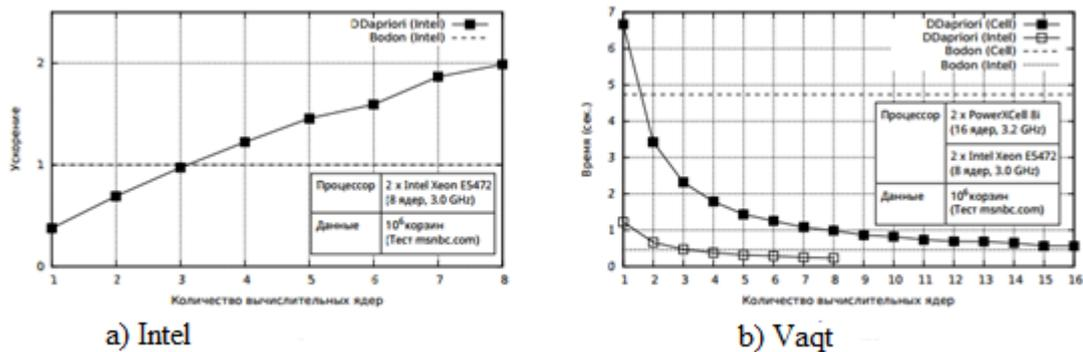 DDapriori (Intel)
Bodon (Intel)
2
1
0
Ускорение
Процессор 2 x Intel Xeon E5472
(8 ядер, 3.0 GHz)
Данные 10⁶корзин
(Тест msnbc.com)
1 2 3 4 5 6 7 8
Количество вычислительных ядер
a) Intel
DDapriori (Cell)
DDapriori (Intel)
Bodon (Cell)
Bodon (Intel)
7
6
5
4
3
2
1
0
Время (сек.)
Процессор 2 x PowerXCell 8i
(16 ядер, 3.2 GHz)
2 x Intel Xeon E5472
(8 ядер, 3.0 GHz)
Данные 10⁶корзин
(Тест msnbc.com)
1 2 3 4 5 6 7 8 9 10 11 12 13 14 15 16
Количество вычислительных ядер
b) Vaqt